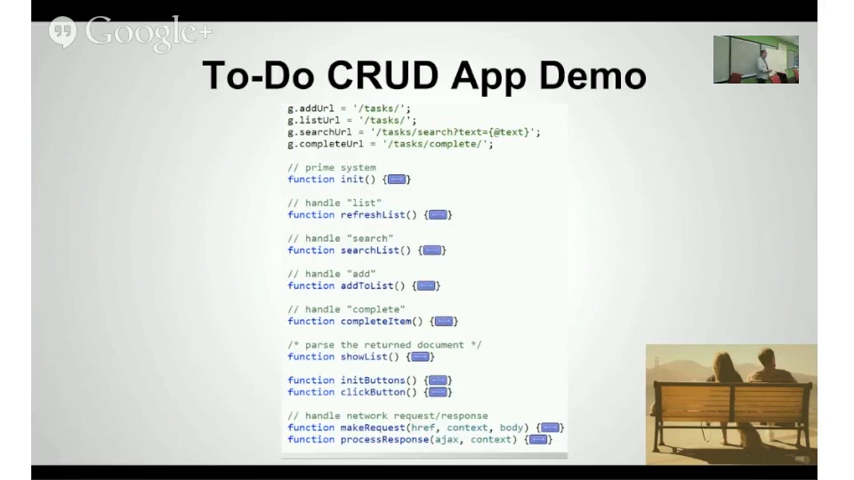 Google+
To-Do CRUD App Demo
g.addUrl = '/tasks/';
g.listUrl = '/tasks/';
g.searchUrl = '/tasks/search?text={@text}';
g.completeUrl = '/tasks/complete/';
// prime system
function init() {}
// handle "list"
function refreshList() {}
// handle "search"
function searchList() {}
// handle "add"
function addToList() {}
// handle "complete"
function completeItem() {}
/* parse the returned document */
function showList() {}
function initButtons() {}
function clickButton() {}
// handle network request/response
function makeRequest(href, context, body) {}
function processResponse(ajax, context) {}